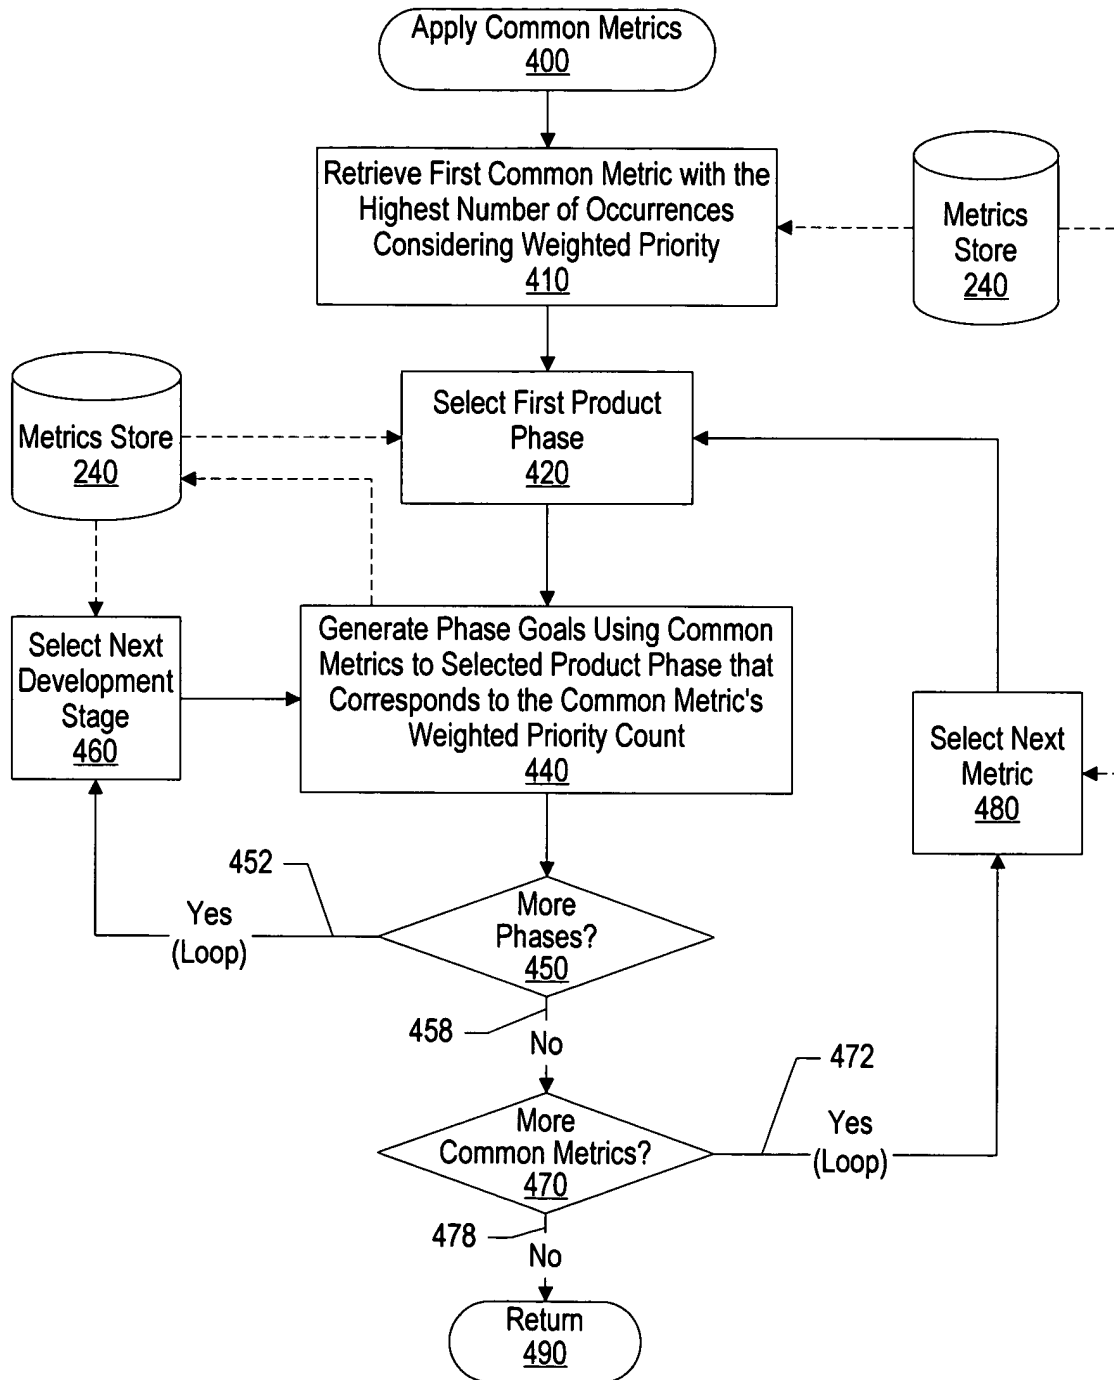 Apply Common Metrics
400
Retrieve First Common Metric with the
Highest Number of Occurrences
Considering Weighted Priority
410
Metrics
Store
240
Metrics Store
240
Select First Product
Phase
420
Select Next
Development
Stage
460
Generate Phase Goals Using Common
Metrics to Selected Product Phase that
Corresponds to the Common Metric's
Weighted Priority Count
440
Select Next
Metric
480
452
Yes
(Loop)
More
Phases?
450
458
No
472
More
Common Metrics?
470
Yes
(Loop)
478
No
Return
490